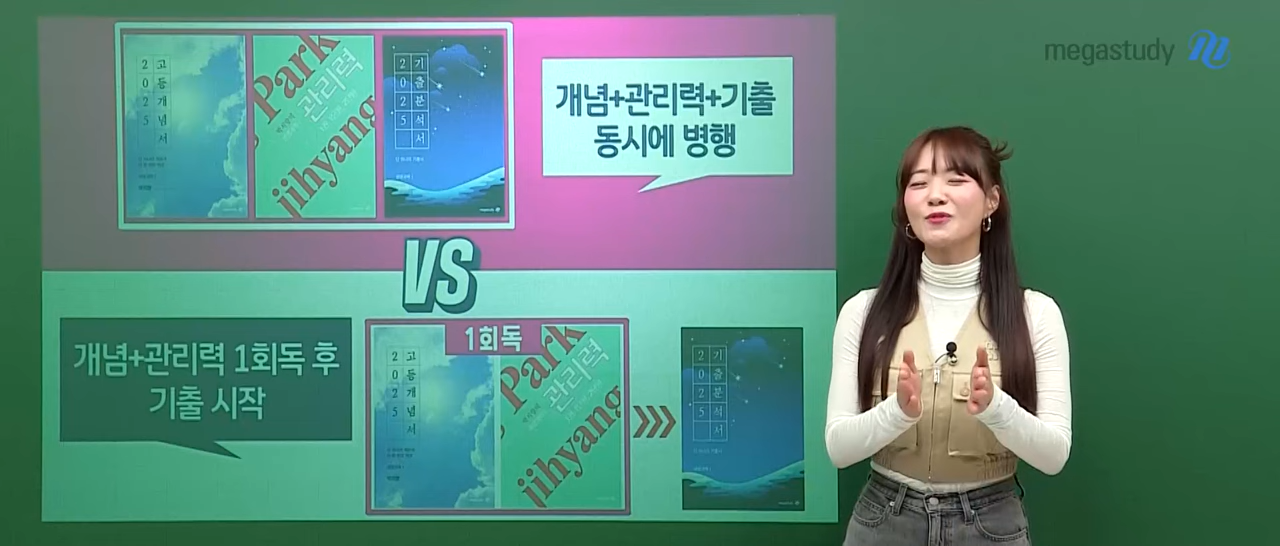 megastudy
2025
고등개념서
Park
관리력
jihyang
2025
기출분석서
개념+관리력+기출
동시에 병행
VS
개념+관리력 1회독 후
기출 시작
1회독
2025
고등개념서
Park
관리력
jihyang
2025
기출분석서